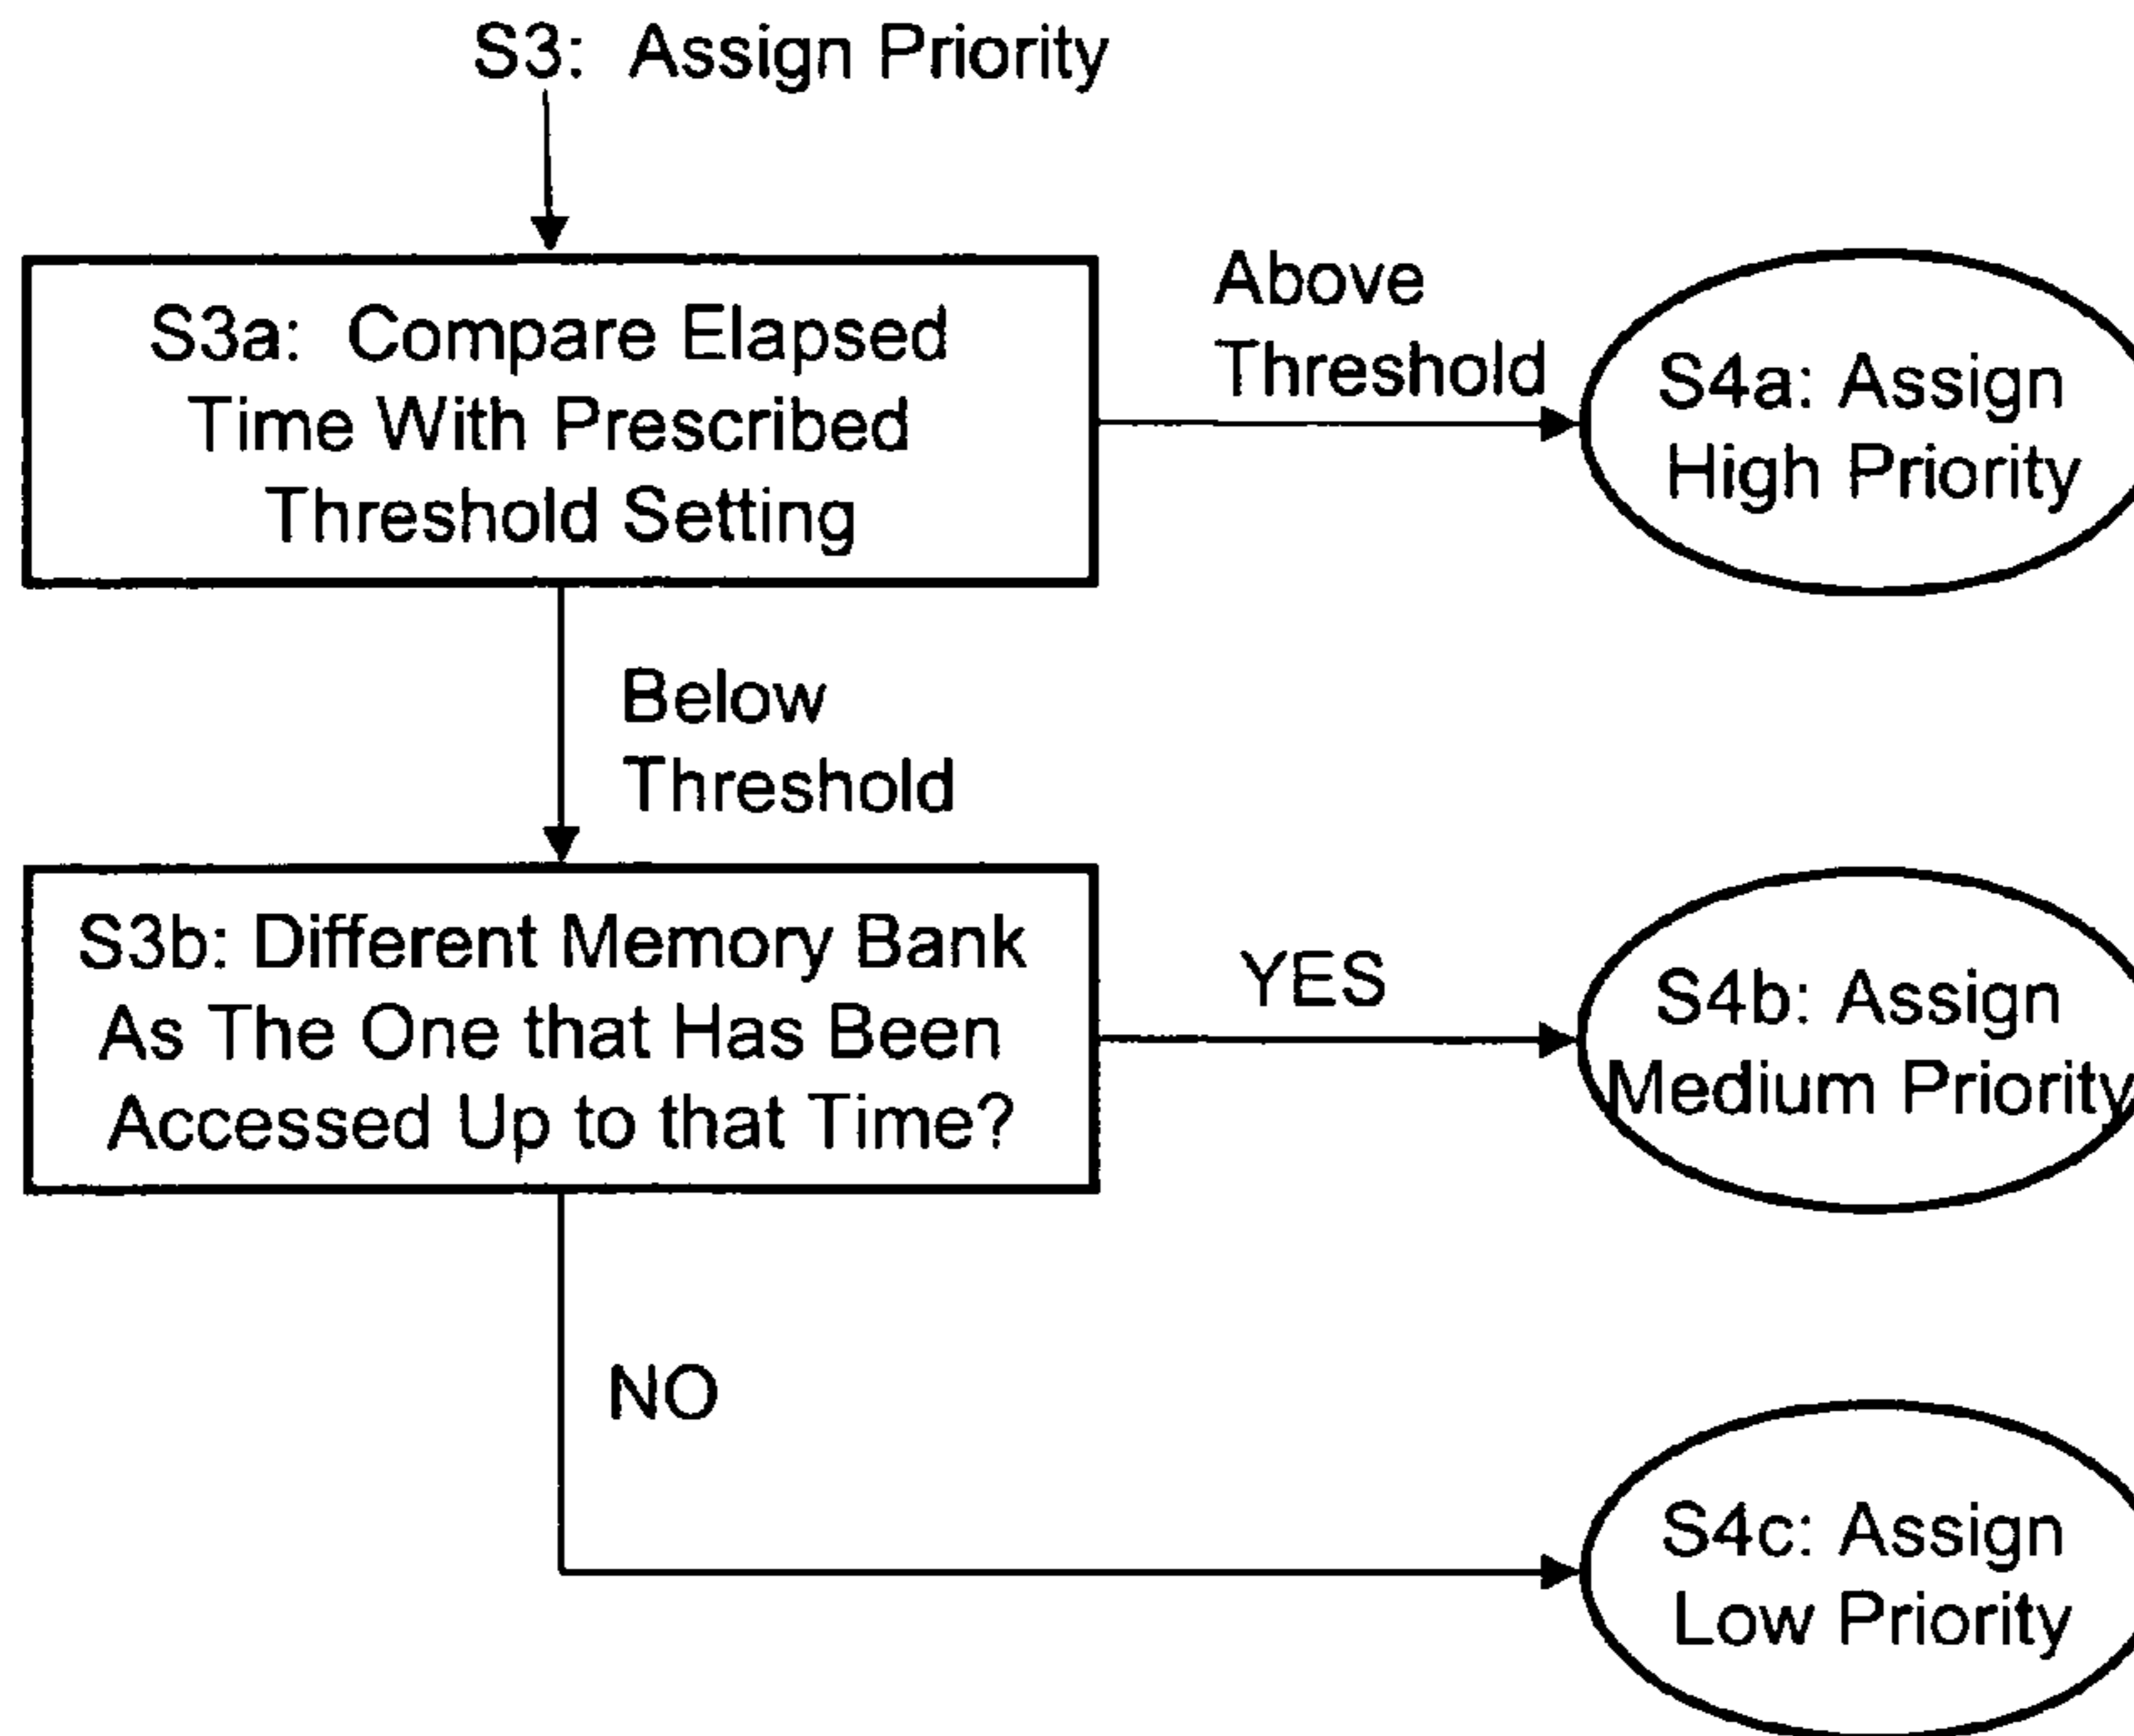 S3: Assign Priority
S3a: Compare Elapsed
Time With Prescribed
Threshold Setting
Above
Threshold
S4a: Assign
High Priority
Below
Threshold
S3b: Different Memory Bank
As The One that Has Been
Accessed Up to that Time?
YES
S4b: Assign
Medium Priority
NO
S4c: Assign
Low Priority